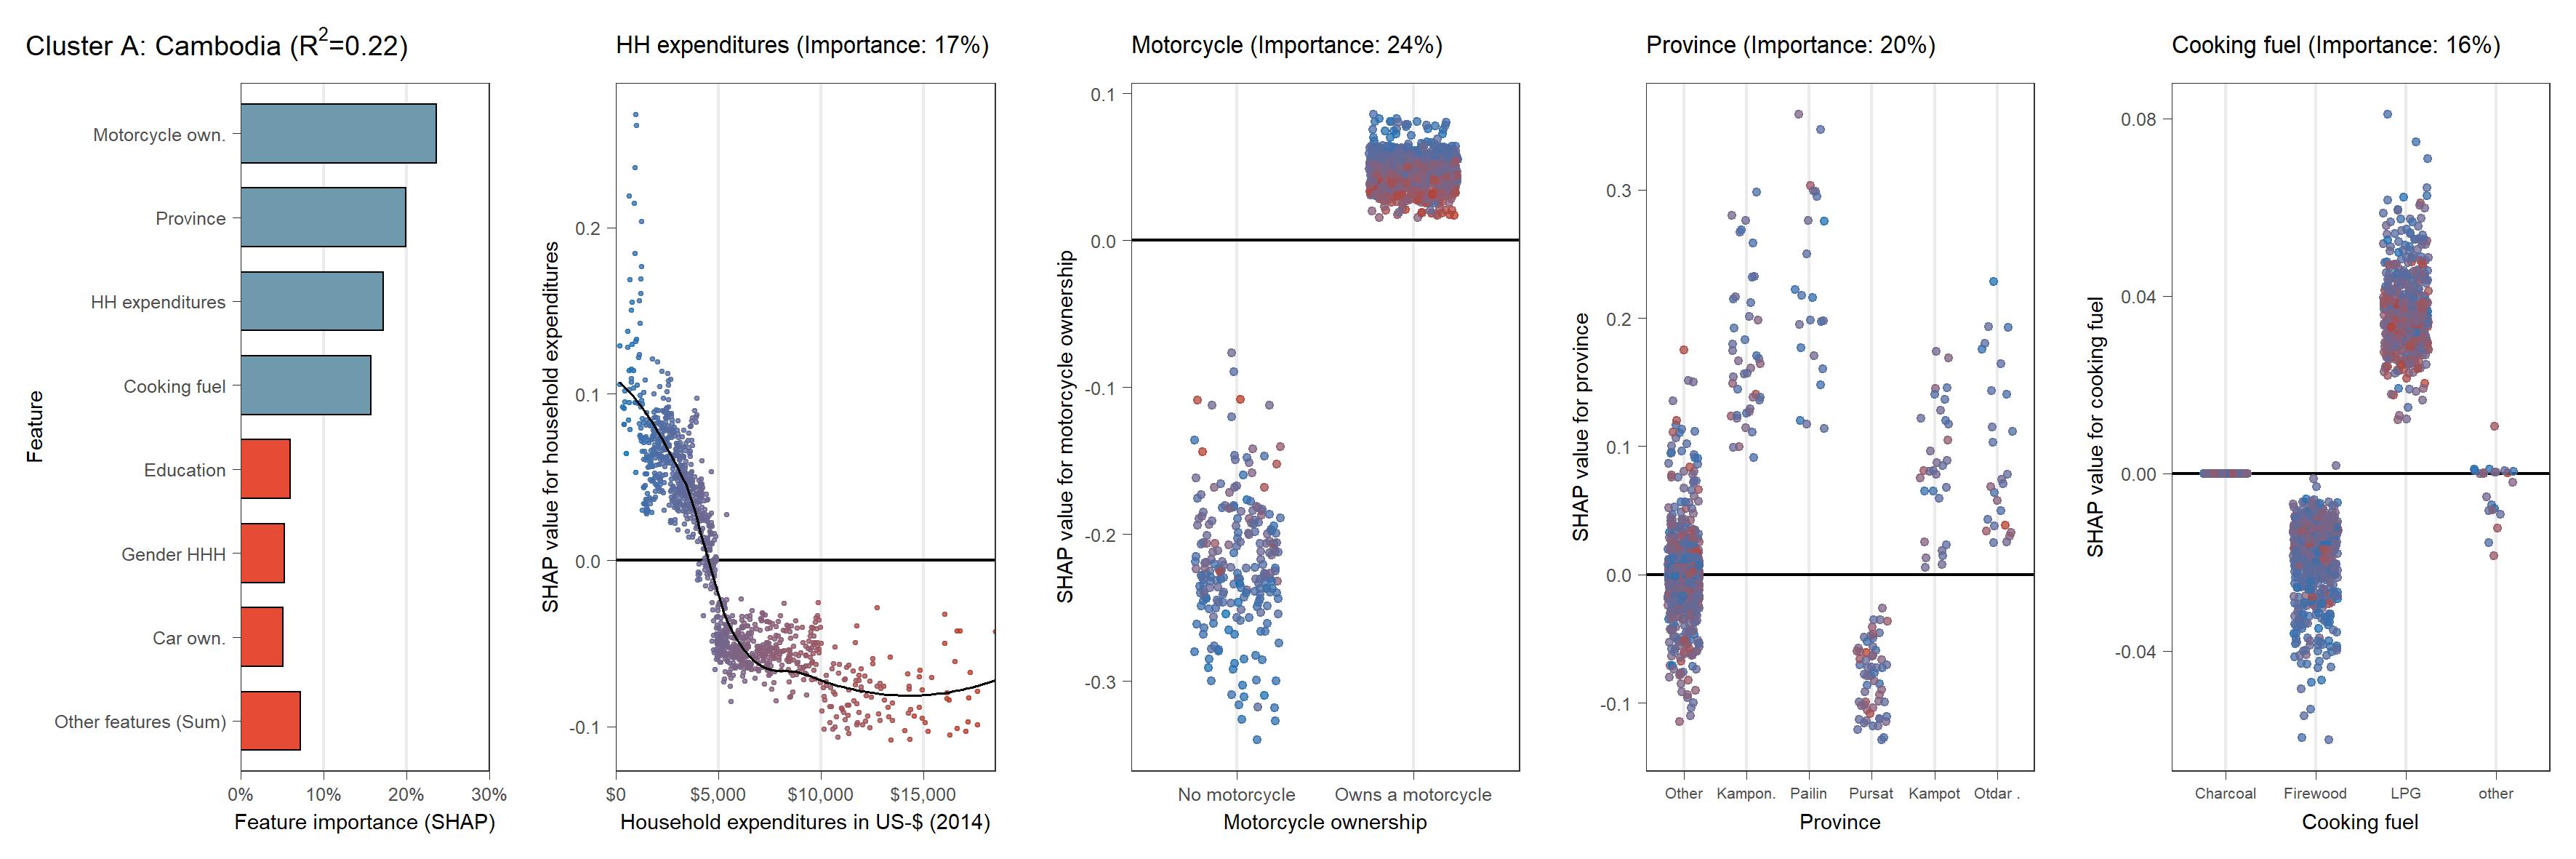 Cluster A: Cambodia (R2=0.22)
Feature
Motorcycle own.
Province
HH expenditures
Cooking fuel
Education
Gender HHH
Car own.
Other features (Sum)
0% 10% 20% 30%
Feature importance (SHAP)
HH expenditures (Importance: 17%)
SHAP value for household expenditures
0.2
0.1
0.0
-0.1
$0 $5,000 $10,000 $15,000
Household expenditures in US-$ (2014)
Motorcycle (Importance: 24%)
SHAP value for motorcycle ownership
0.1
0.0
-0.1
-0.2
-0.3
No motorcycle Owns a motorcycle
Motorcycle ownership
Province (Importance: 20%)
SHAP value for province
0.3
0.2
0.1
0.0
-0.1
Other Kampon. Pailin Pursat Kampot Otdar .
Province
Cooking fuel (Importance: 16%)
SHAP value for cooking fuel
0.08
0.04
0.00
-0.04
Charcoal Firewood LPG other
Cooking fuel